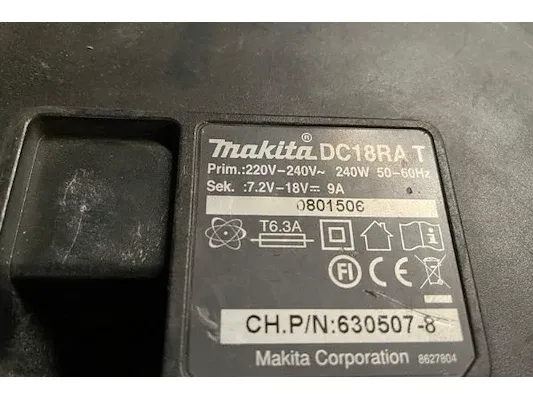 makita® DC18RA T
Prim.:220V-240V~ 240W 50-60Hz
Sek. :7.2V-18V⎓ 9A
0801506
T6.3A
FI CE
CH.P/N:630507-8
Makita Corporation 8627804